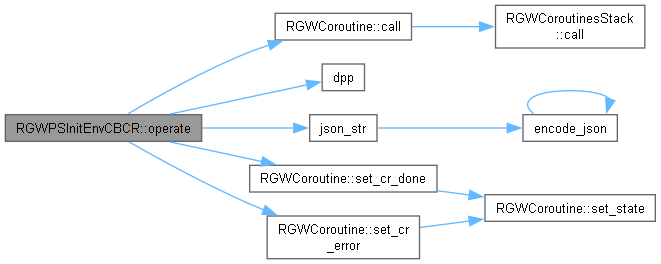 RGWCoroutine::call
RGWCoroutinesStack
::call
dpp
RGWPSInitEnvCBCR::operate
json_str
encode_json
RGWCoroutine::set_cr_done
RGWCoroutine::set_state
RGWCoroutine::set_cr
_error